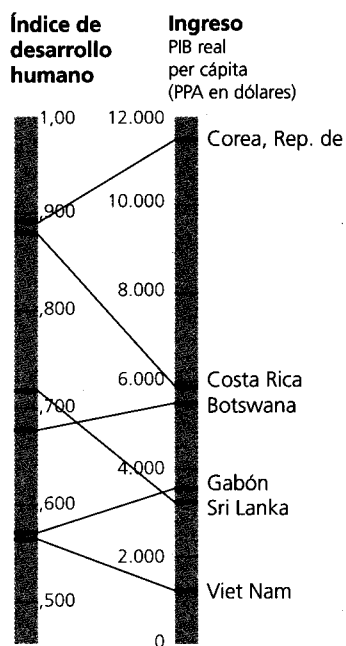 Índice de
desarrollo
humano
1,00
,900
,800
,700
,600
,500
Ingreso
PIB real
per cápita
(PPA en dólares)
12.000
10.000
8.000
6.000
4.000
2.000
0
Corea, Rep. de
Costa Rica
Botswana
Gabón
Sri Lanka
Viet Nam